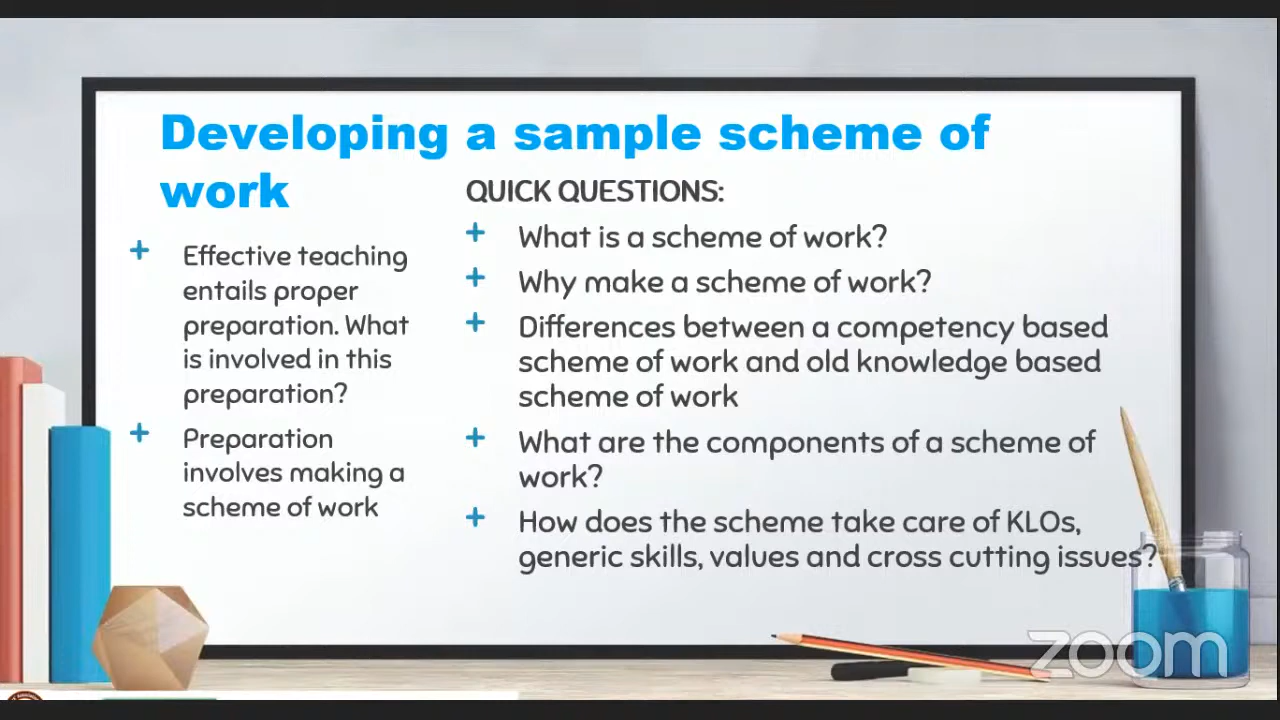 Developing a sample scheme of
work
Effective teaching
entails proper
preparation. What
is involved in this
preparation?
Preparation
involves making a
scheme of work
QUICK QUESTIONS:
What is a scheme of work?
Why make a scheme of work?
Differences between a competency based
scheme of work and old knowledge based
scheme of work
What are the components of a scheme of
work?
How does the scheme take care of KLOs,
generic skills, values and cross cutting issues?
zoom